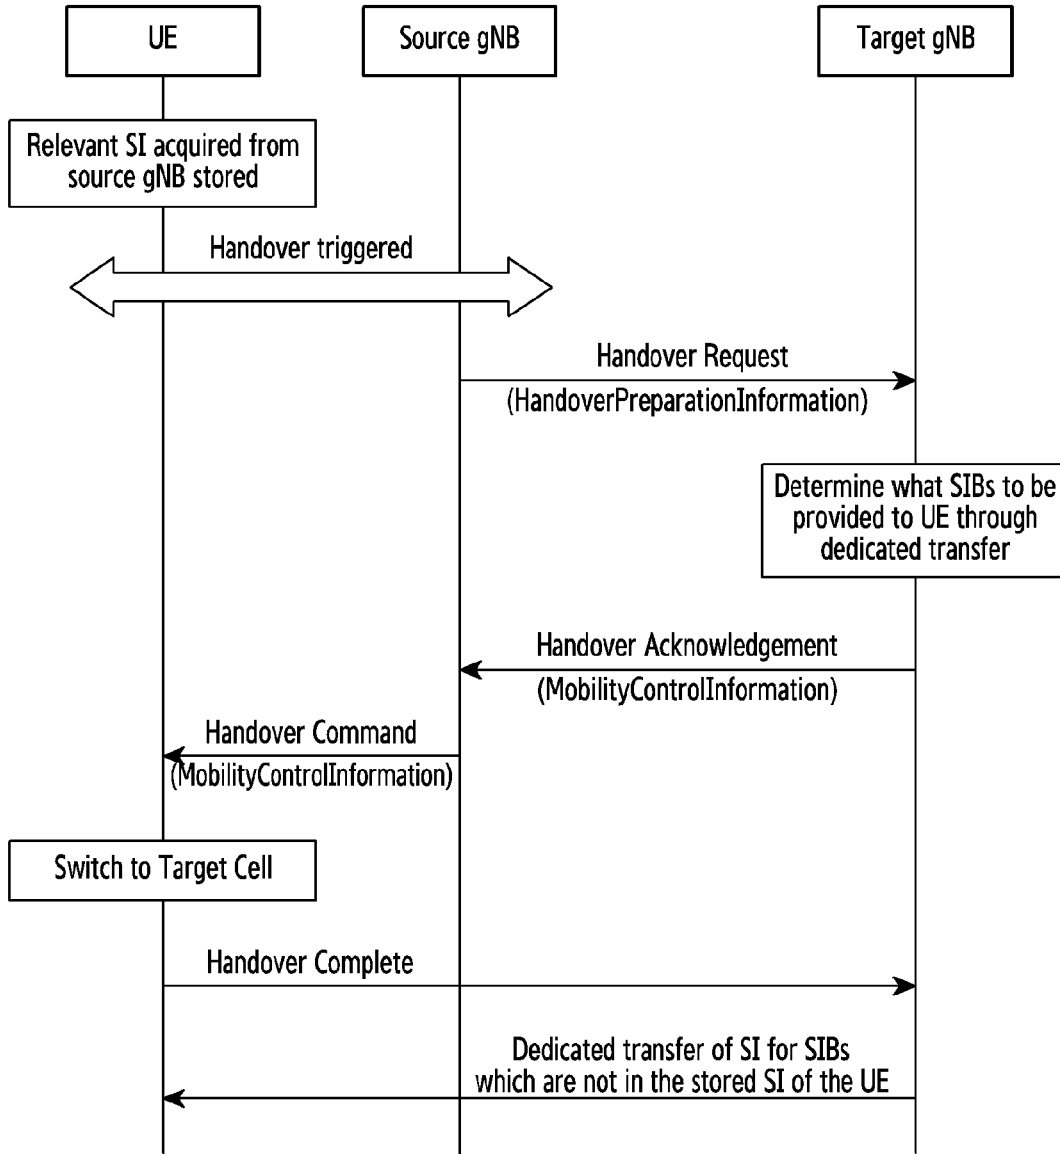 UE
Source gNB
Target gNB
Relevant SI acquired from
source gNB stored
Handover triggered
Handover Request
(HandoverPreparationInformation)
Determine what SIBs to be
provided to UE through
dedicated transfer
Handover Acknowledgement
(MobilityControlInformation)
Handover Command
(MobilityControlInformation)
Switch to Target Cell
Handover Complete
Dedicated transfer of SI for SIBs
which are not in the stored SI of the UE